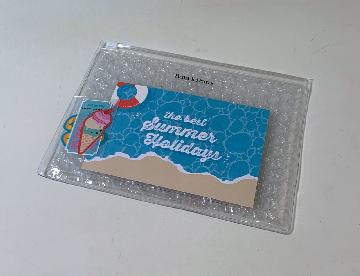 the best
Summer
Holidays